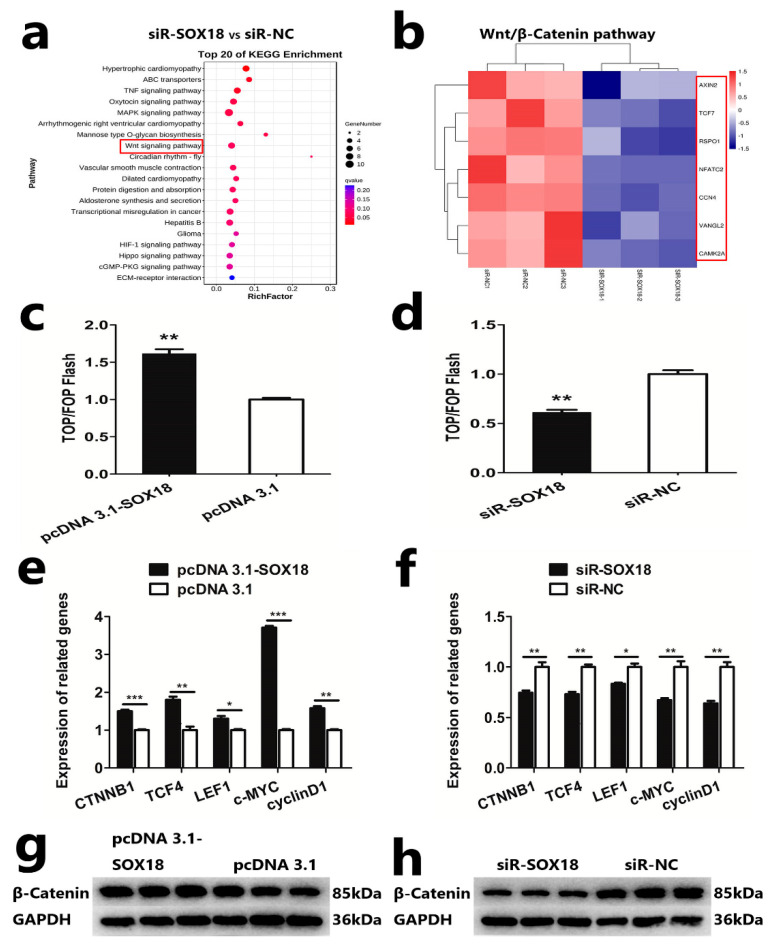 a
siR-SOX18 vs siR-NC
Top 20 of KEGG Enrichment
Pathway
Hypertrophic cardiomyopathy
ABC transporters
TNF signaling pathway
Oxytocin signaling pathway
MAPK signaling pathway
Arrhythmogenic right ventricular cardiomyopathy
Mannose type O-glycan biosynthesis
Wnt signaling pathway
Circadian rhythm - fly
Vascular smooth muscle contraction
Dilated cardiomyopathy
Protein digestion and absorption
Aldosterone synthesis and secretion
Transcriptional misregulation in cancer
Hepatitis B
Glioma
HIF-1 signaling pathway
Hippo signaling pathway
cGMP-PKG signaling pathway
ECM-receptor interaction
0.0 0.1 0.2 0.3
RichFactor
GeneNumber
2
4
6
8
10
qvalue
0.20
0.15
0.10
0.05
b
Wnt/β-Catenin pathway
AXIN2
TCF7
RSPO1
NFATC2
CCN4
VANGL2
CAMK2A
siR-NC1
siR-NC2
siR-NC3
SIR-SOX18-1
SIR-SOX18-2
SIR-SOX18-3
1.5
1
0.5
0
-0.5
-1
-1.5
c
TOP/FOP Flash
2.0
1.5
1.0
0.5
0.0
**
pcDNA 3.1-SOX18
pcDNA 3.1
d
TOP/FOP Flash
1.5
1.0
0.5
0.0
**
siR-SOX18
siR-NC
e
pcDNA 3.1-SOX18
pcDNA 3.1
Expression of related genes
4
3
2
1
0
*** ** * *** **
CTNNB1 TCF4 LEF1 c-MYC cyclinD1
f
siR-SOX18
siR-NC
Expression of related genes
1.5
1.0
0.5
0.0
** ** * ** **
CTNNB1 TCF4 LEF1 c-MYC cyclinD1
g
pcDNA 3.1-
SOX18 pcDNA 3.1
β-Catenin 85kDa
GAPDH 36kDa
h
siR-SOX18 siR-NC
β-Catenin 85kDa
GAPDH 36kDa